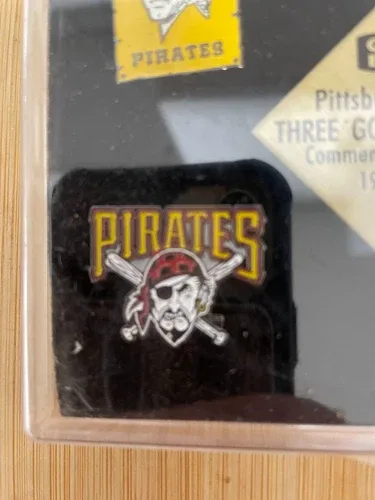 PIRATES
Pittsb
THREE GO
Commem
19
PIRATES